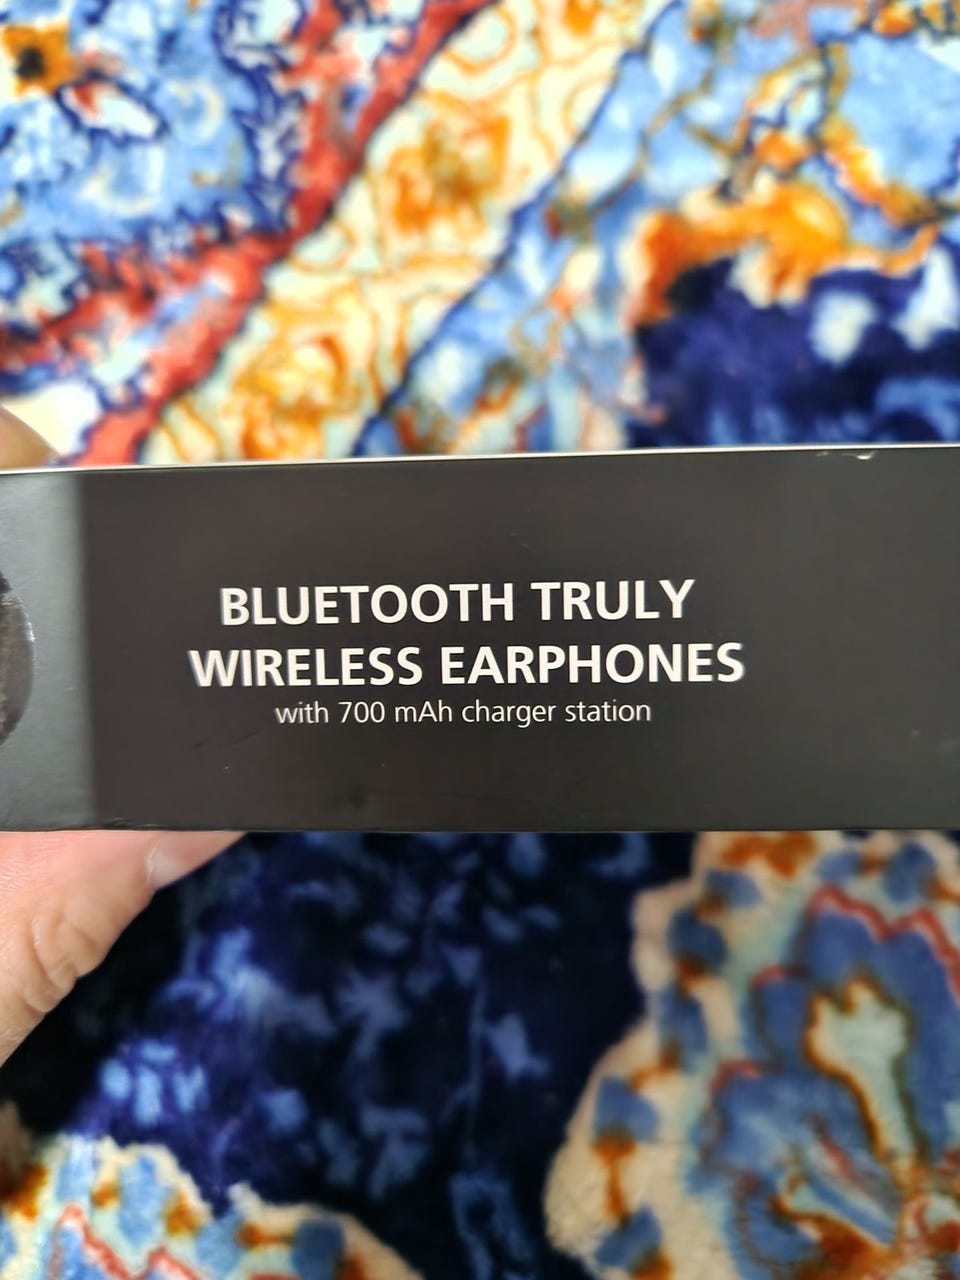 BLUETOOTH TRULY
WIRELESS EARPHONES
with 700 mAh charger station